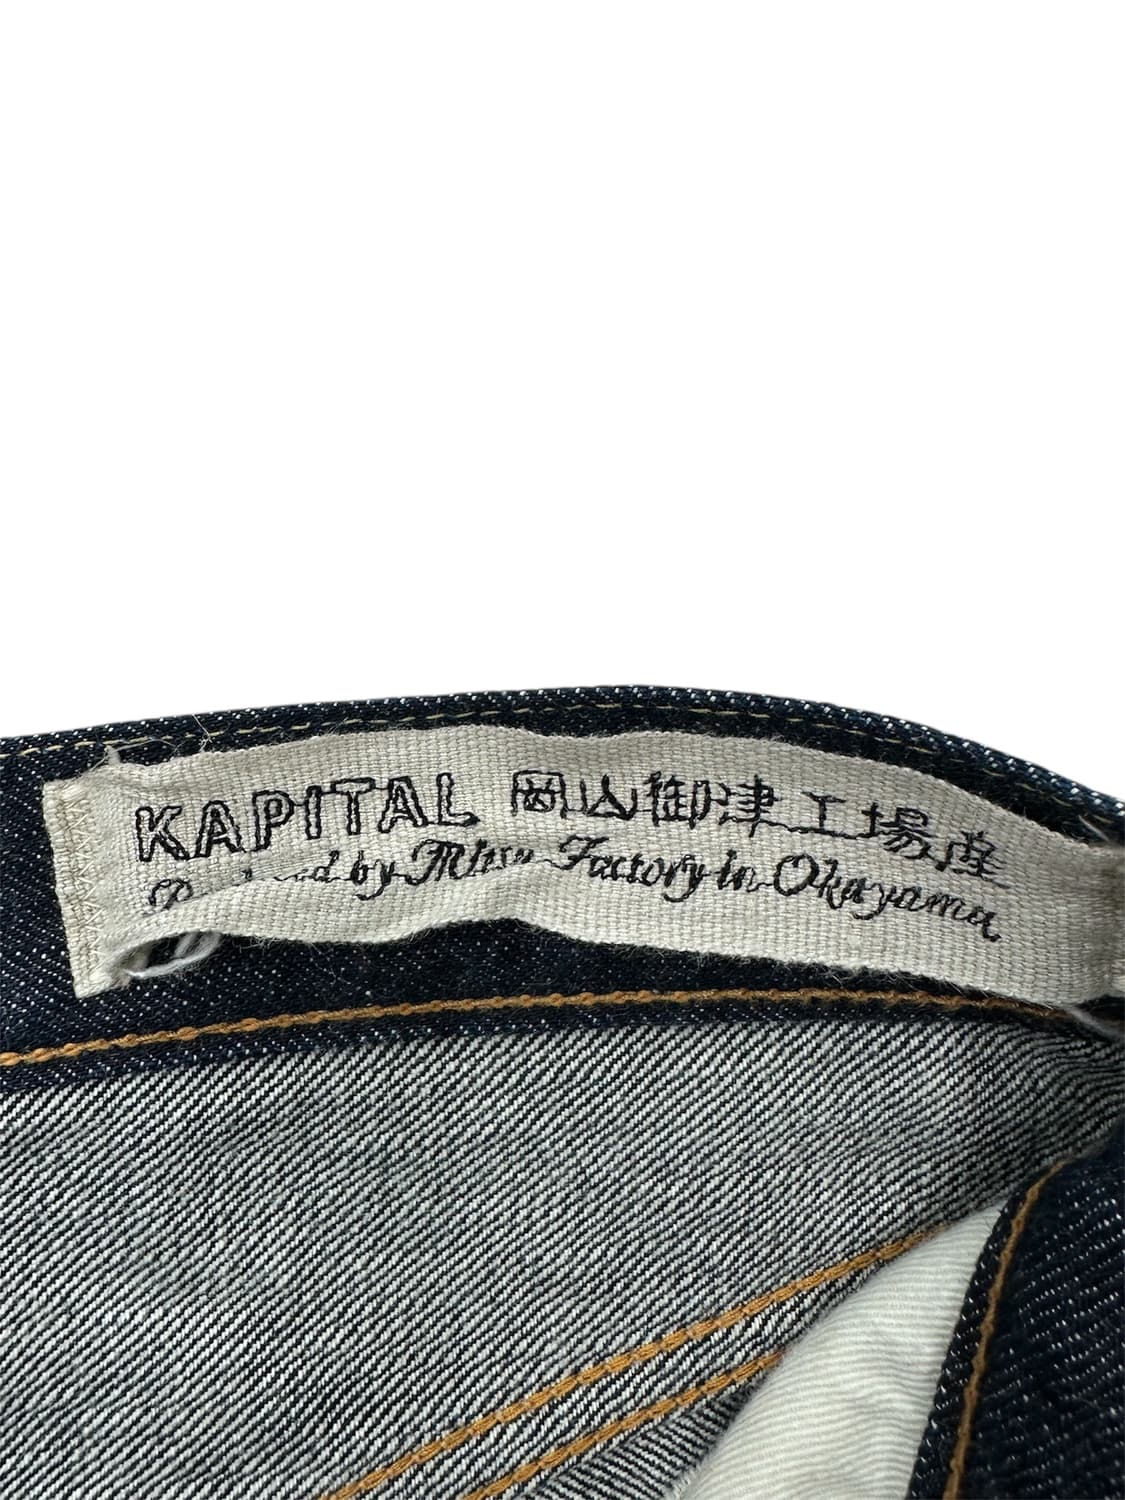 KAPITAL 岡山御津工場産
by Mitsu Factory in Okayama